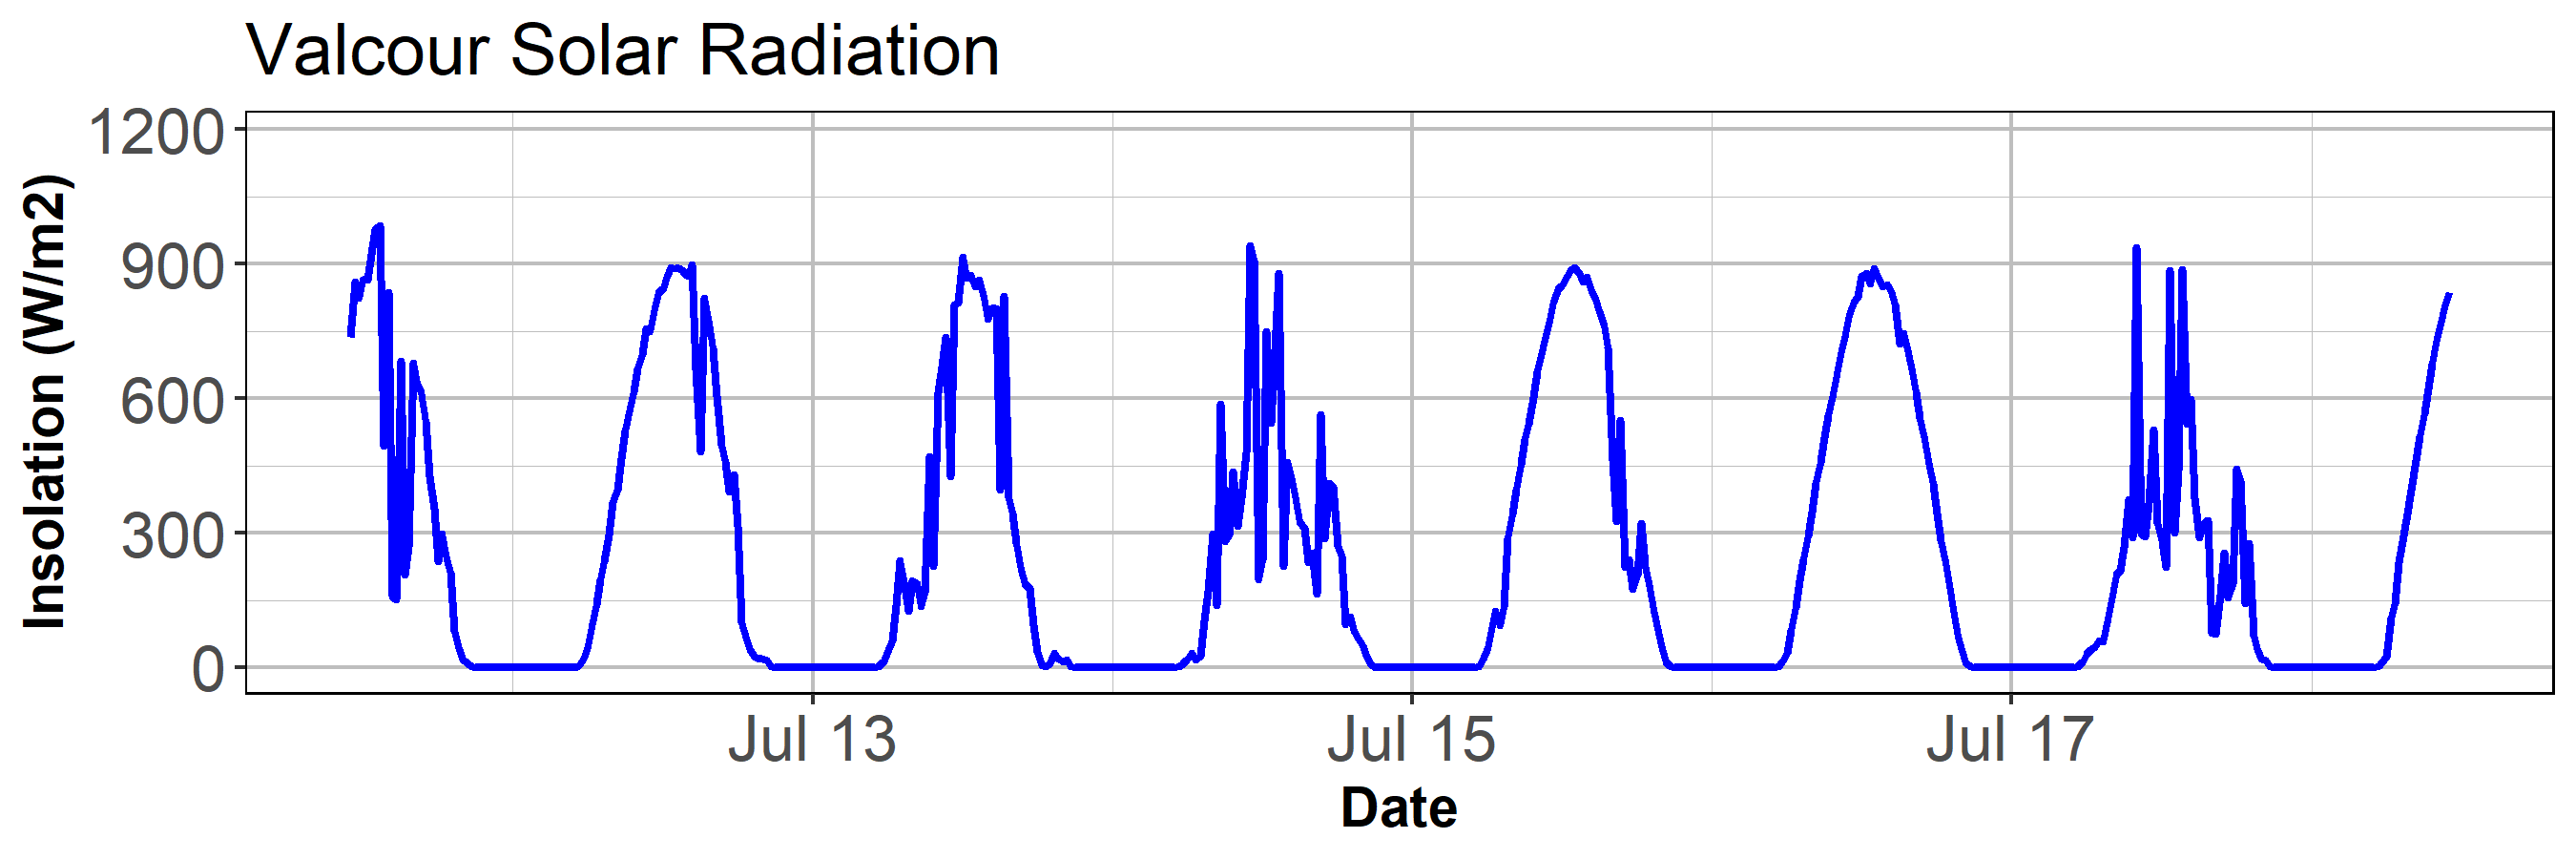 Valcour Solar Radiation
Insolation (W/m2)
1200
900
600
300
0
Jul 13
Jul 15
Jul 17
Date